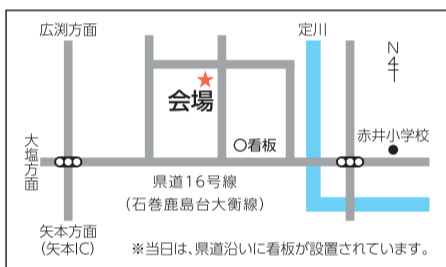 広渕方面
定川
N
会場
大塩方面
○看板
赤井小学校
県道16号線
(石巻鹿島台大衡線)
矢本方面
(矢本IC)
※当日は、県道沿いに看板が設置されています。